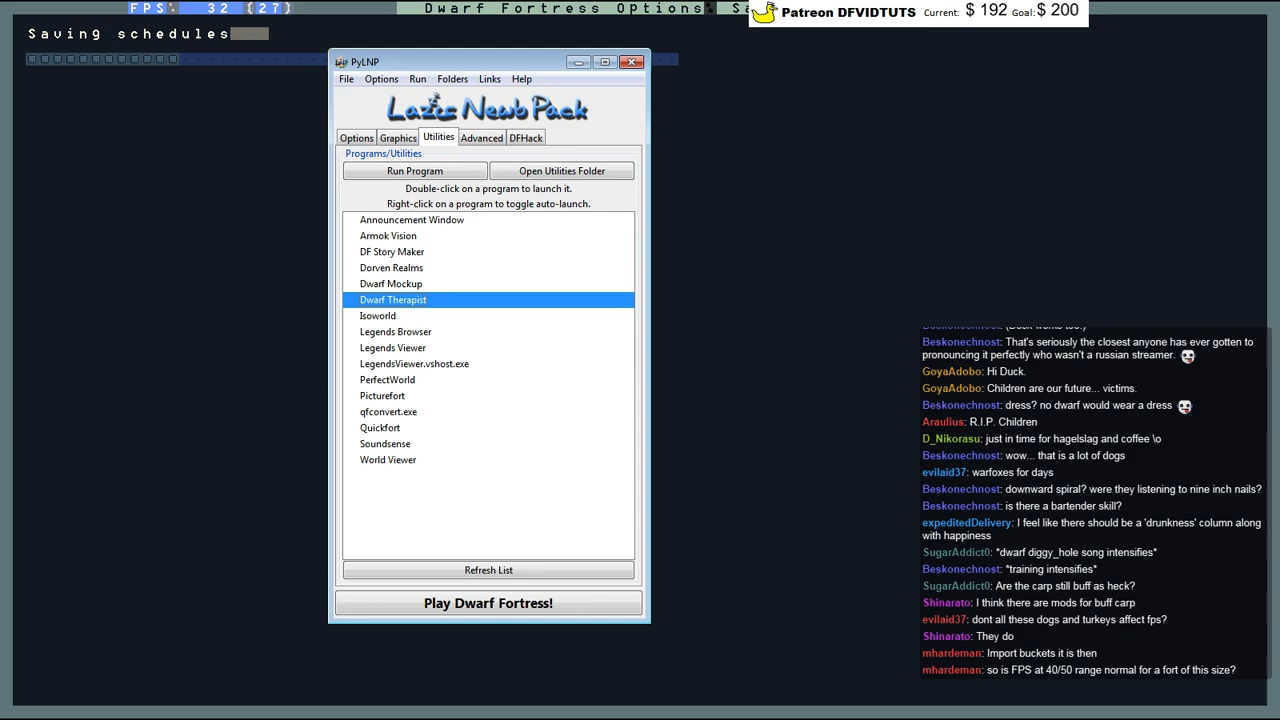 FPS: 32 (27)
Dwarf Fortress Options
Patreon DFVIDTUTS Current: $ 192 Goal: $ 200
Saving schedules
PyLNP
File Options Run Folders Links Help
Lazy Newb Pack
Options Graphics Utilities Advanced DFHack
Programs/Utilities
Run Program Open Utilities Folder
Double-click on a program to launch it.
Right-click on a program to toggle auto-launch.
Announcement Window
Armok Vision
DF Story Maker
Dorven Realms
Dwarf Mockup
Dwarf Therapist
Isoworld
Legends Browser
Legends Viewer
LegendsViewer.vshost.exe
PerfectWorld
Picturefort
qfconvert.exe
Quickfort
Soundsense
World Viewer
Refresh List
Play Dwarf Fortress!
Beskonechnost: (Besk works too.)
Beskonechnost: That's seriously the closest anyone has ever gotten to
pronouncing it perfectly who wasn't a russian streamer.
GoyaAdobo: Hi Duck.
GoyaAdobo: Children are our future... victims.
Beskonechnost: dress? no dwarf would wear a dress
Araulius: R.I.P. Children
D_Nikorasu: just in time for hagelslag and coffee \o
Beskonechnost: wow... that is a lot of dogs
evilaid37: warfoxes for days
Beskonechnost: downward spiral? were they listening to nine inch nails?
Beskonechnost: is there a bartender skill?
expeditedDelivery: I feel like there should be a 'drunkness' column along
with happiness
SugarAddict0: *dwarf diggy_hole song intensifies*
Beskonechnost: *training intensifies*
SugarAddict0: Are the carp still buff as heck?
Shinarato: I think there are mods for buff carp
evilaid37: dont all these dogs and turkeys affect fps?
Shinarato: They do
mhardeman: Import buckets it is then
mhardeman: so is FPS at 40/50 range normal for a fort of this size?